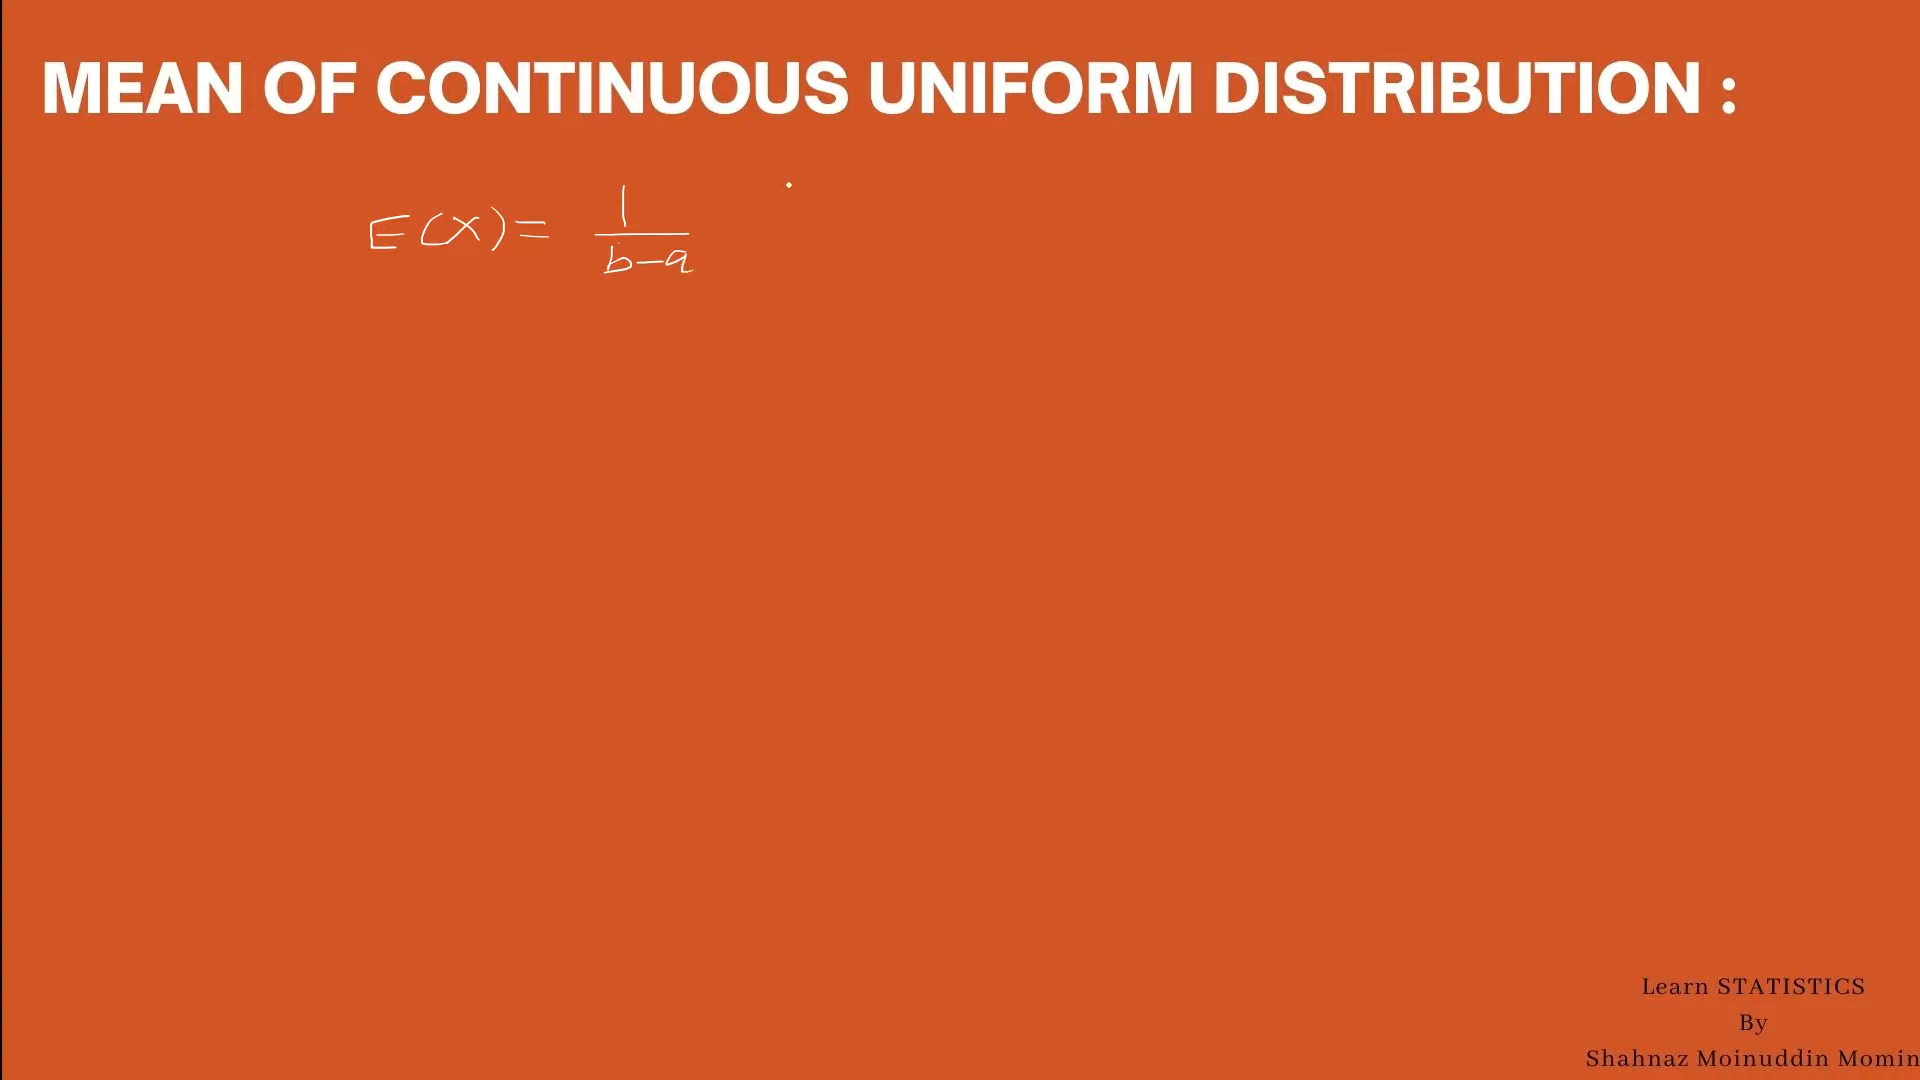 MEAN OF CONTINUOUS UNIFORM DISTRIBUTION :
E(X) = 1/(b-a)
Learn STATISTICS
By
Shahnaz Moinuddin Momin